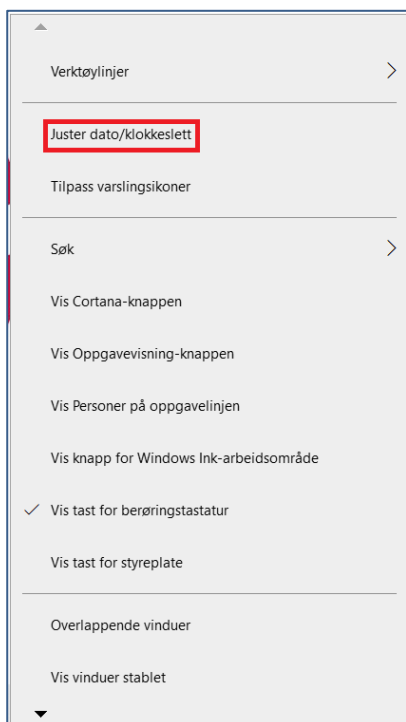 Verktøylinjer
Juster dato/klokkeslett
Tilpass varslingsikoner
Søk
Vis Cortana-knappen
Vis Oppgavevisning-knappen
Vis Personer på oppgavelinjen
Vis knapp for Windows Ink-arbeidsområde
Vis tast for berøringstastatur
Vis tast for styreplate
Overlappende vinduer
Vis vinduer stablet